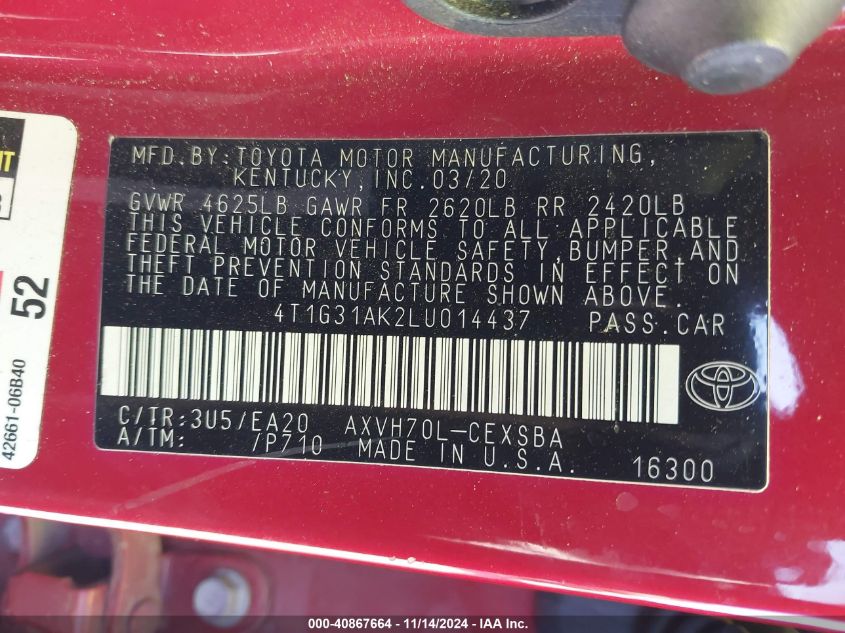 MFD.BY:TOYOTA MOTOR MANUFACTURING,
KENTUCKY,INC.03/20
GVWR 4625LB GAWR FR 2620LB RR 2420LB
THIS VEHICLE CONFORMS TO ALL APPLICABLE
FEDERAL MOTOR VEHICLE SAFETY,BUMPER,AND
THEFT PREVENTION STANDARDS IN EFFECT ON
THE DATE OF MANUFACTURE SHOWN ABOVE.
4T1G31AK2LU014437 PASS.CAR
C/TR:3U5/EA20 AXVH70L-CEXSBA
A/TM: /P710 MADE IN U.S.A. 16300
52
42661-06B40
000-40867664 - 11/14/2024 - IAA Inc.